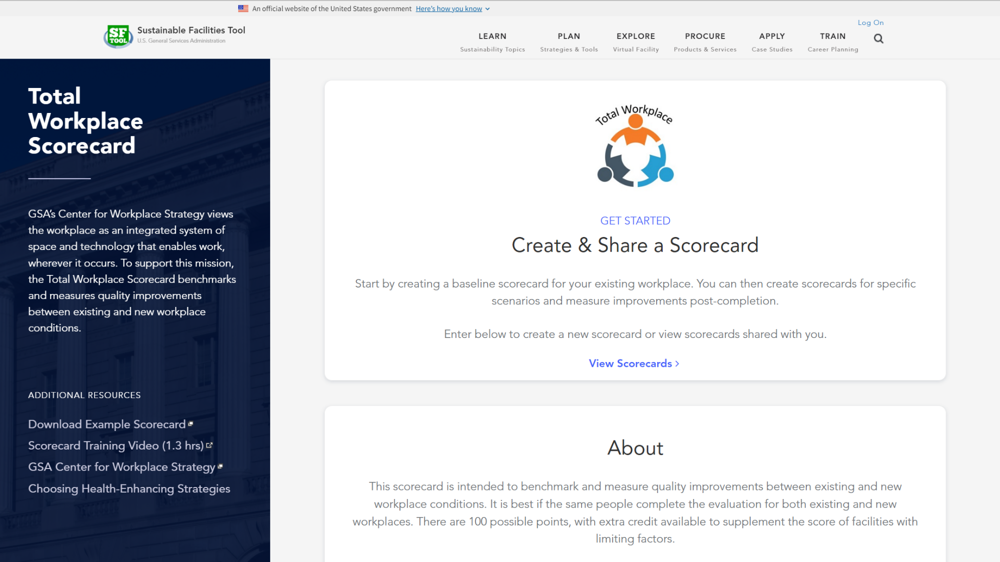 An official website of the United States government Here's how you know
SF TOOL
Sustainable Facilities Tool
U.S. General Services Administration
Log On
LEARN PLAN EXPLORE PROCURE APPLY TRAIN
Sustainability Topics Strategies & Tools Virtual Facility Products & Services Case Studies Career Planning
Total
Workplace
Scorecard
GSA's Center for Workplace Strategy views
the workplace as an integrated system of
space and technology that enables work,
wherever it occurs. To support this mission,
the Total Workplace Scorecard benchmarks
and measures quality improvements
between existing and new workplace
conditions.
ADDITIONAL RESOURCES
Download Example Scorecard
Scorecard Training Video (1.3 hrs)
GSA Center for Workplace Strategy
Choosing Health-Enhancing Strategies
Total Workplace
GET STARTED
Create & Share a Scorecard
Start by creating a baseline scorecard for your existing workplace. You can then create scorecards for specific
scenarios and measure improvements post-completion.
Enter below to create a new scorecard or view scorecards shared with you.
View Scorecards >
About
This scorecard is intended to benchmark and measure quality improvements between existing and new
workplace conditions. It is best if the same people complete the evaluation for both existing and new
workplaces. There are 100 possible points, with extra credit available to supplement the score of facilities with
limiting factors.